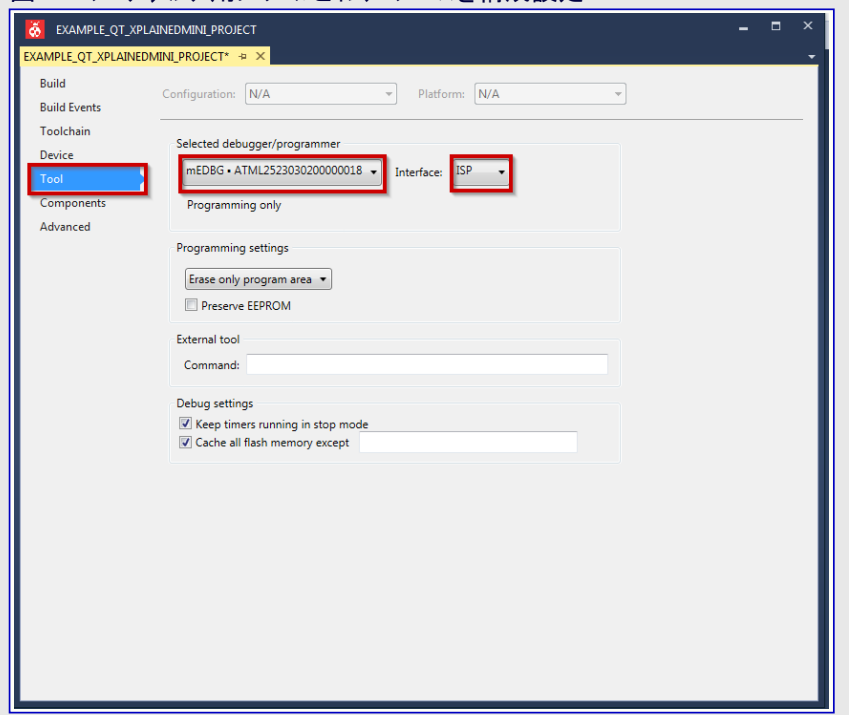 EXAMPLE_QT_XPLAINEDMINI_PROJECT
EXAMPLE_QT_XPLAINEDMINI_PROJECT*
Build
Build Events
Toolchain
Device
Tool
Components
Advanced
Configuration: N/A Platform: N/A
Selected debugger/programmer
mEDBG • ATML2523030200000018 Interface: ISP
Programming only
Programming settings
Erase only program area
Preserve EEPROM
External tool
Command:
Debug settings
Keep timers running in stop mode
Cache all flash memory except